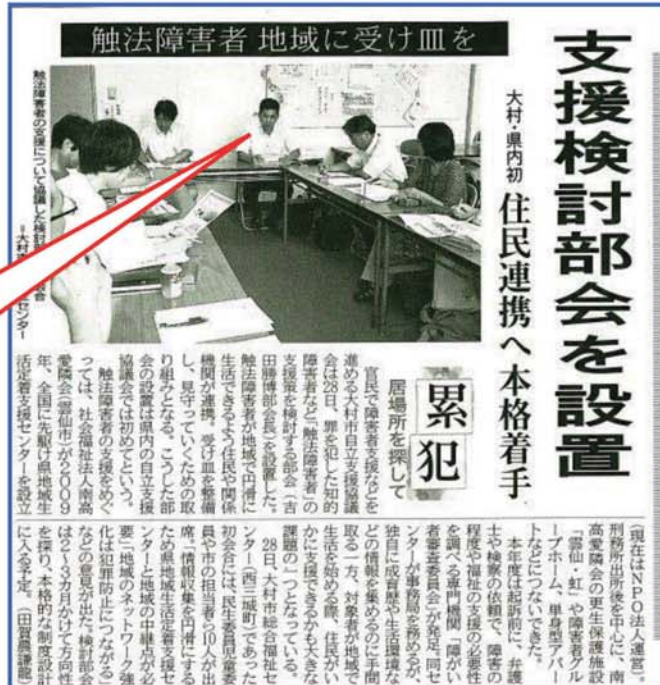 触法障害者 地域に受け皿を
支援検討部会を設置
大村・県内初
住民連携へ本格着手
触法障害者の支援について協議した検討
会合
=大村市
センター
累犯
居場所を探して
官民で障害者支援などを
進める大村市自立支援協議
会は28日、罪を犯した知的
障害者など「触法障害者」の
支援策を検討する部会(吉
田勝博部会長)を設置した。
触法障害者が地域で円滑に
生活できるよう住民や関係
機関が連携。受け皿を整備
し、見守っていくための取
り組みとなる。こうした部
会の設置は県内の自立支援
協議会では初めてという。
触法障害者の支援をめぐ
っては、社会福祉法人南高
愛隣会(雲仙市)が2009
年、全国に先駆け県地域生
活定着支援センターを設立
(現在はNPO法人運営)。
刑務所出所後を中心に、南
高愛隣会の更生保護施設
「雲仙・虹」や障害者グル
ープホーム、単身型アパー
トなどにつないできた。
本年度は起訴前に、弁護
士や検察の依頼で、障害の
程度や福祉の支援の必要性
を調べる専門機関「障がい
者審査委員会」が発足。同セ
ンターが事務局を務めるが、
独自に成育歴や生活環境な
どの情報を集めるのに手間
取る一方、対象者が地域で
生活を始める際、住民がい
かに支援できるかも大きな
課題の一つとなっている。
28日、大村市総合福祉セ
ンター(西三城町)であった
初会合には、民生委員児童委
員や市の担当者ら10人が出
席。「情報収集を円滑にする
ため県地域生活定着支援セ
ンターと地域の中継点が必
要」「地域のネットワーク強
化は犯罪防止につながる」
などの意見が出た。検討部会
は2〜3カ月かけて方向性
を探り、本格的な制度設計
に入る予定。(田賀農謙龍)